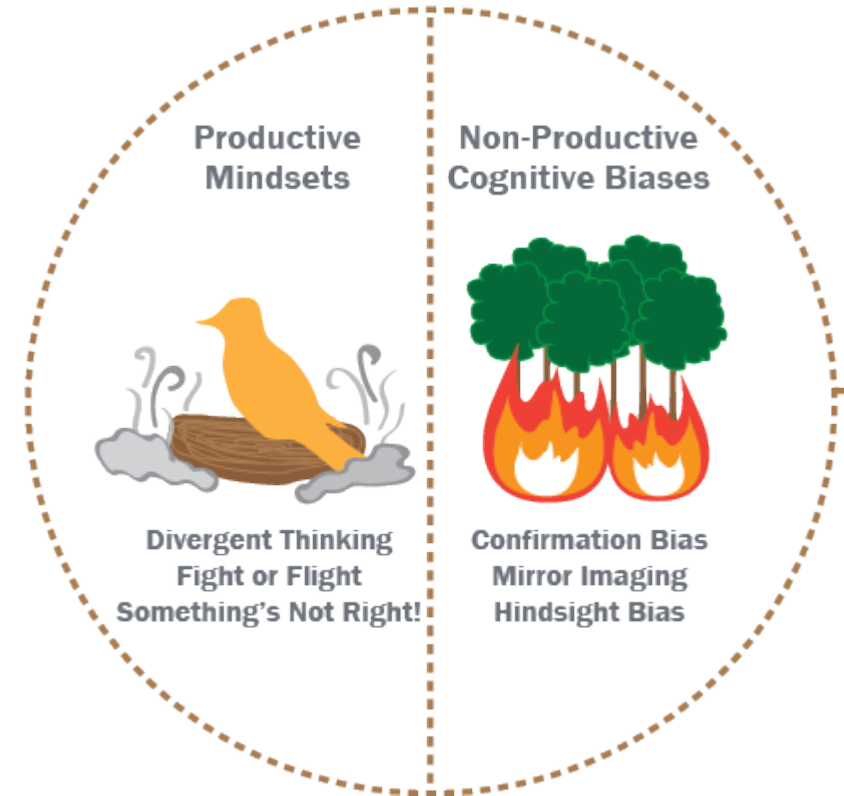 Productive
Mindsets
Divergent Thinking
Fight or Flight
Something's Not Right!
Non-Productive
Cognitive Biases
Confirmation Bias
Mirror Imaging
Hindsight Bias